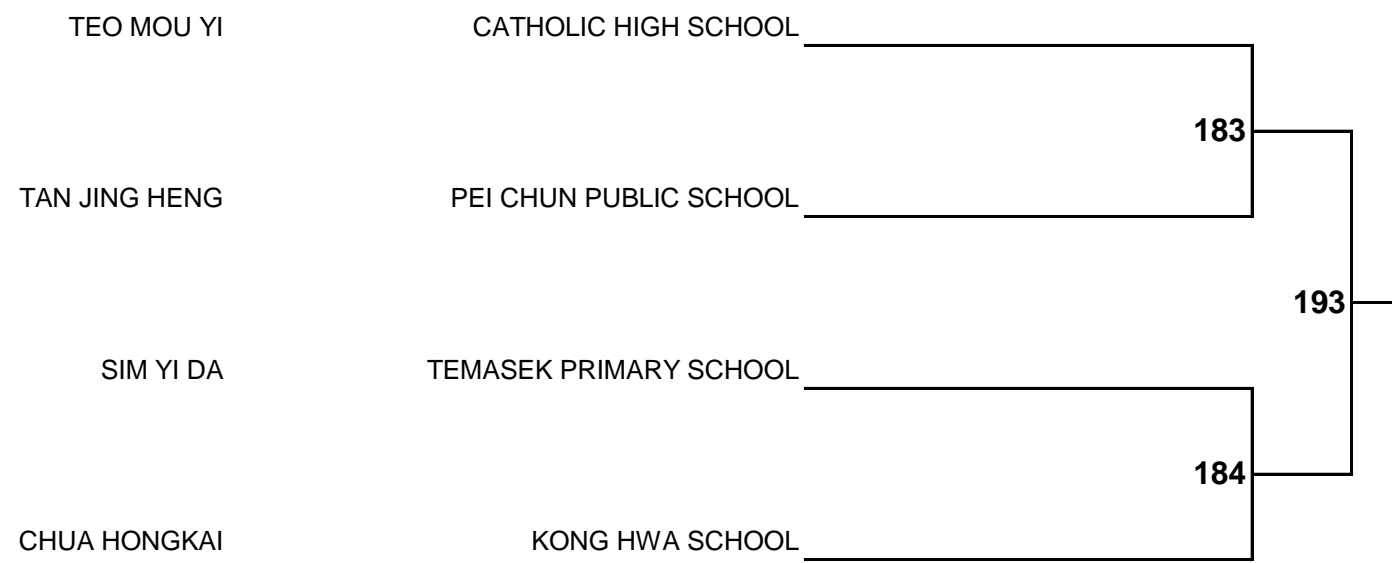 TEO MOU YI CATHOLIC HIGH SCHOOL
183
TAN JING HENG PEI CHUN PUBLIC SCHOOL
193
SIM YI DA TEMASEK PRIMARY SCHOOL
184
CHUA HONGKAI KONG HWA SCHOOL